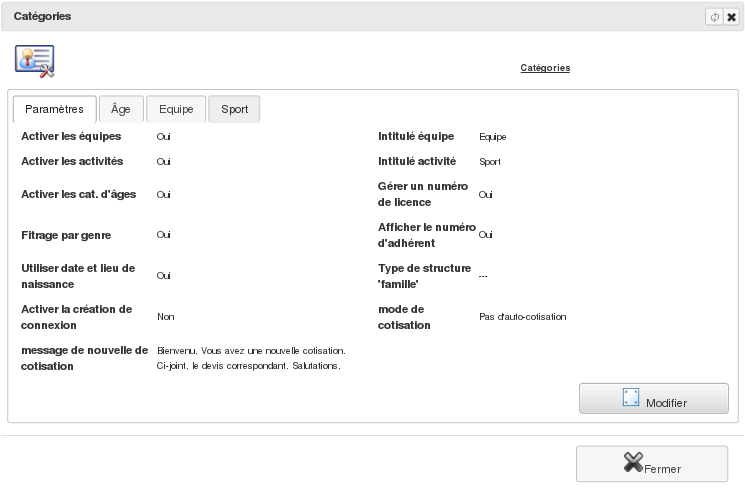 Catégories
Catégories
Paramètres Âge Equipe Sport
Activer les équipes Oui Intitulé équipe Equipe
Activer les activités Oui Intitulé activité Sport
Activer les cat. d'âges Oui Gérer un numéro
de licence Oui
Fitrage par genre Oui Afficher le numéro
d'adhérent Oui
Utiliser date et lieu de
naissance Oui Type de structure
'famille' ---
Activer la création de
connexion Non mode de
cotisation Pas d'auto-cotisation
message de nouvelle de
cotisation
Bienvenu. Vous avez une nouvelle cotisation.
Ci-joint, le devis correspondant. Salutations,
Modifier
Fermer